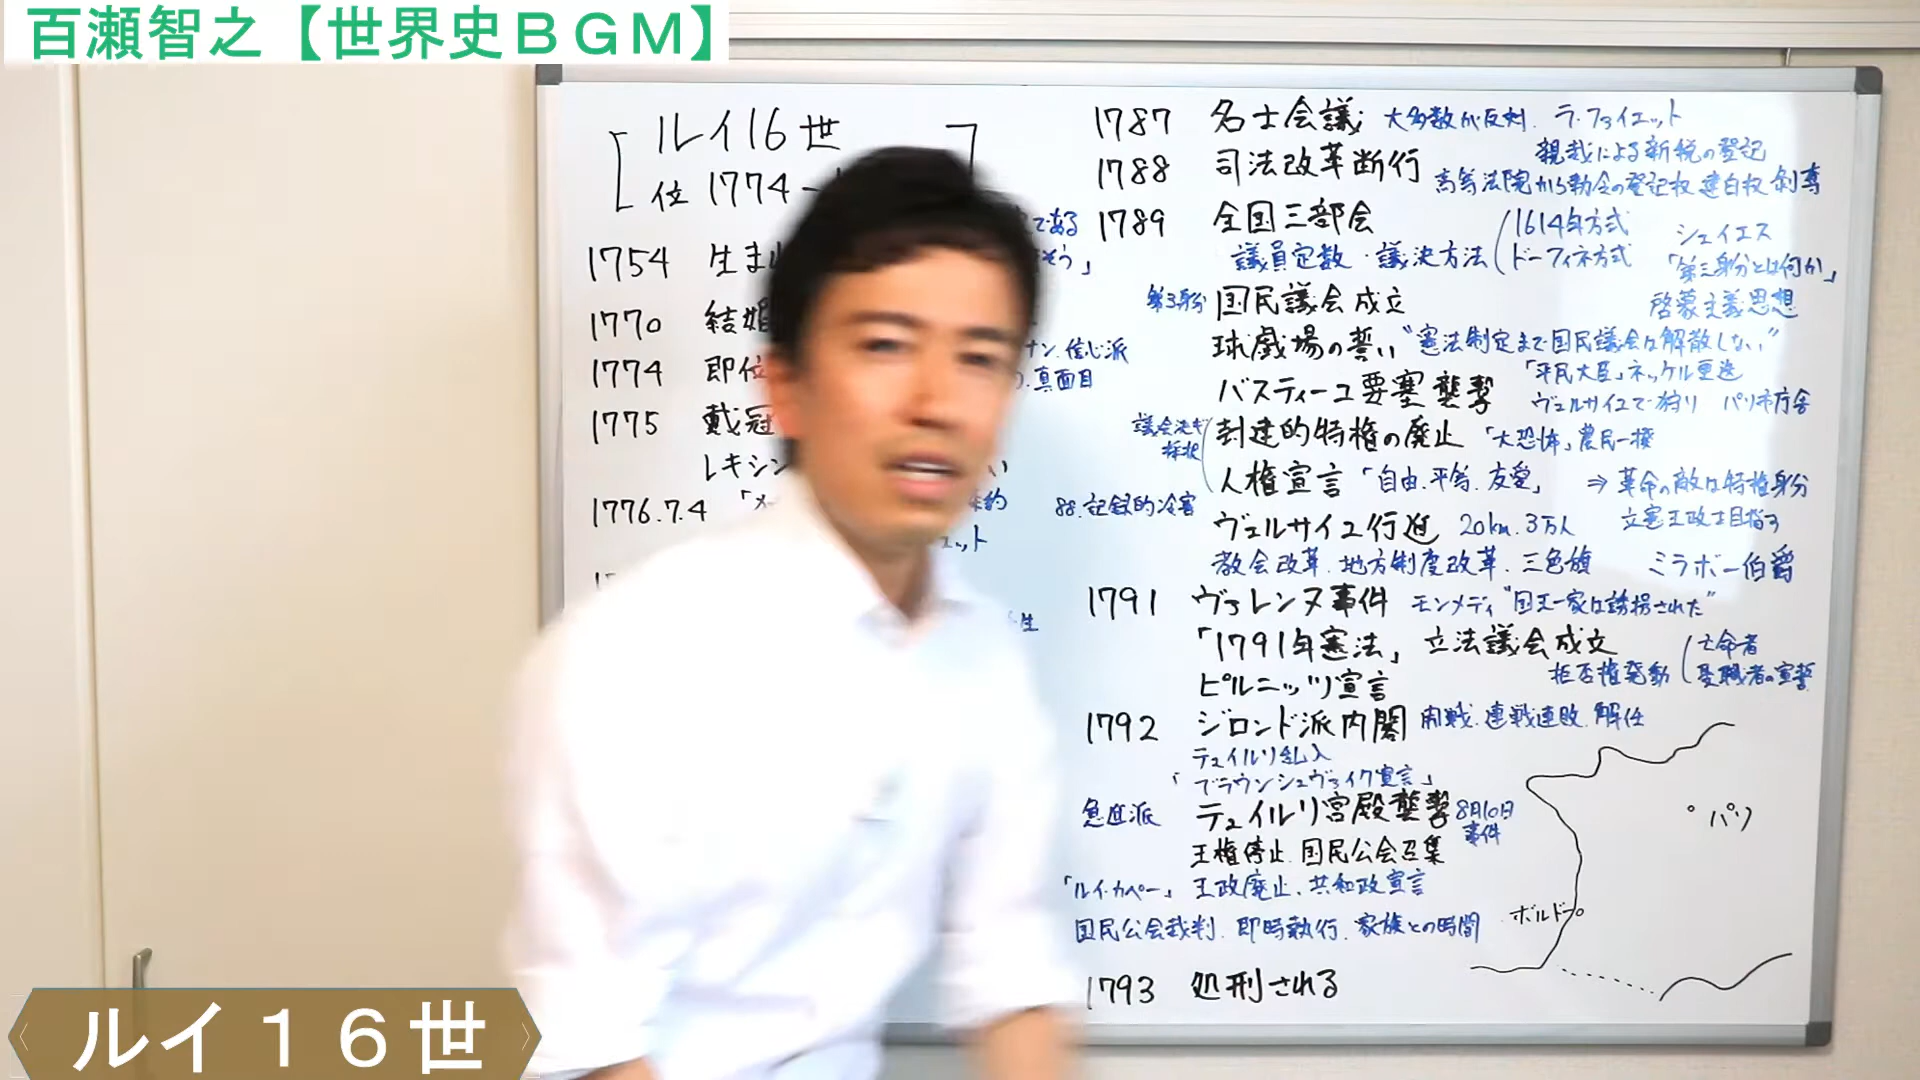 百瀬智之【世界史BGM】
ルイ16世
位 1774-
である
1754 生ま
1770 結婚
1774 即位
信心派
真面目
1775 戴冠
レキシン
1776.7.4
1787 名士会議 大多数が反対 ラ・ファイエット
親裁による新税の登記
1788 司法改革断行 高等法院から勅令の登記権 建白権 剝奪
1789 全国三部会 1614年方式 シェイエス
議員定数・議決方法 ドーフィネ方式 「第三身分とは何か」
第3身分 国民議会成立 啓蒙主義思想
球戯場の誓い "憲法制定まで国民議会は解散しない"
「平民大臣」ネッケル更迭
バスティーユ要塞襲撃 ヴェルサイユで狩り パリ市庁舎
議会決ギ 採択
封建的特権の廃止 「大恐怖」農民一揆
人権宣言 「自由.平等.友愛」 ⇒ 革命の敵は特権身分
88.記録的冷害 立憲王政を目指す
ヴェルサイユ行進 20km.3万人
教会改革.地方制度改革.三色旗 ミラボー伯爵
1791 ヴァレンヌ事件 モンメディ "国王一家は誘拐された"
「1791年憲法」 立法議会成立 亡命者
拒否権発動 聖職者の宣誓
ピルニッツ宣言
1792 ジロンド派内閣 開戦.連戦連敗.解任
テュイルリ乱入
「ブラウンシュヴァイク宣言」
急進派 テュイルリ宮殿襲撃 8月10日事件
王権停止.国民公会召集
「ルイ・カペー」 王政廃止、共和政宣言
国民公会裁判.即時執行.家族との時間
1793 処刑される
パリ
ボルドー
ルイ16世